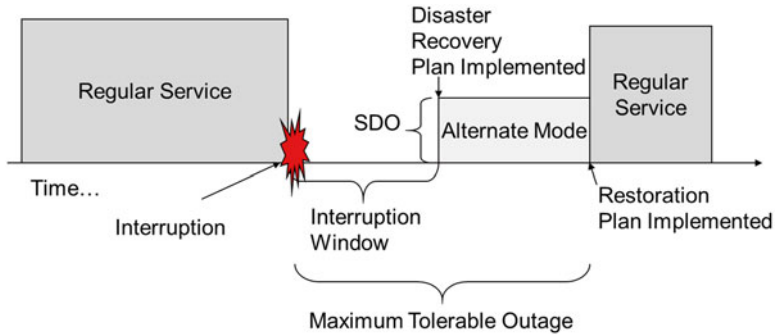 Disaster
Recovery
Plan Implemented
Regular Service
Regular
Service
SDO
Alternate Mode
Time…
Interruption
Interruption
Window
Restoration
Plan Implemented
Maximum Tolerable Outage